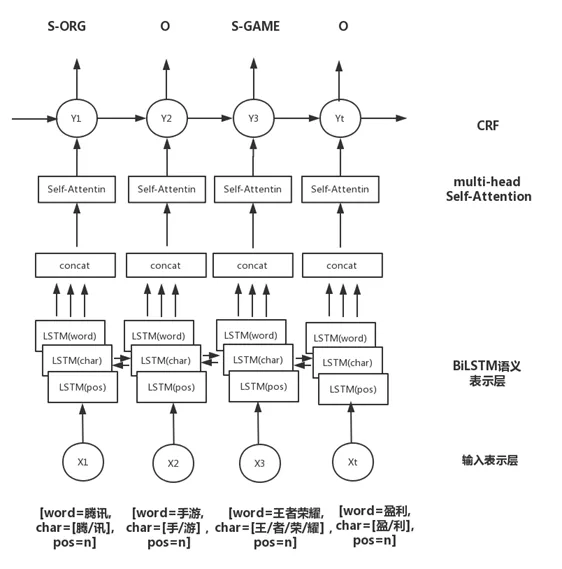 S-ORG O S-GAME O
Y1 Y2 Y3 Yt
CRF
Self-Attentin Self-Attentin Self-Attentin Self-Attentin
multi-head
Self-Attention
concat concat concat concat
LSTM(word) LSTM(word) LSTM(word) LSTM(word)
LSTM(char) LSTM(char) LSTM(char) LSTM(char)
LSTM(pos) LSTM(pos) LSTM(pos) LSTM(pos)
BiLSTM语义
表示层
X1 X2 X3 Xt
输入表示层
[word=腾讯,
char=[腾/讯],
pos=n]
[word=手游,
char=[手/游] ,
pos=n]
[word=王者荣耀,
char=[王/者/荣/耀] ,
pos=n]
[word=盈利,
char=[盈/利],
pos=n]